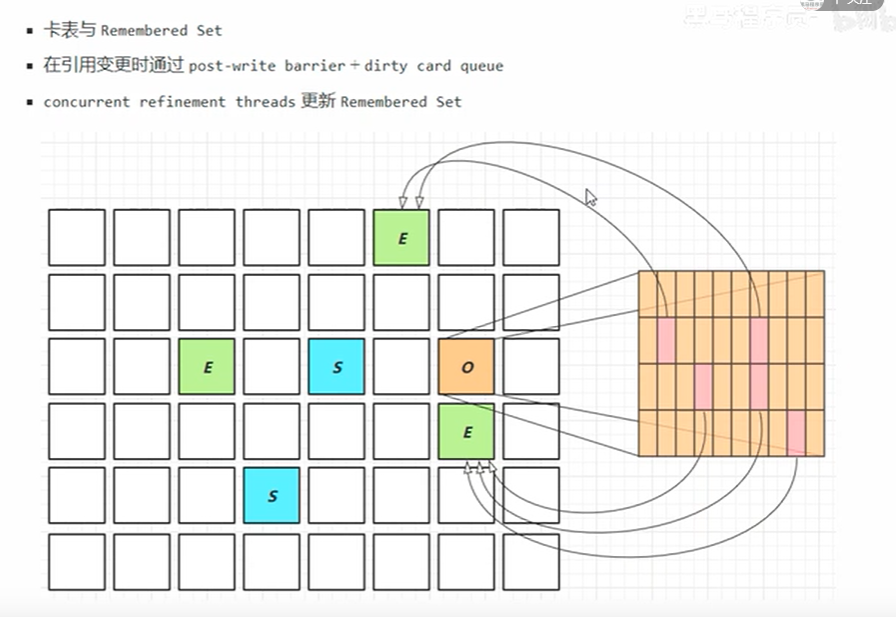 卡表与 Remembered Set
在引用变更时通过 post-write barrier + dirty card queue
concurrent refinement threads 更新 Remembered Set
E
E
S
O
E
S